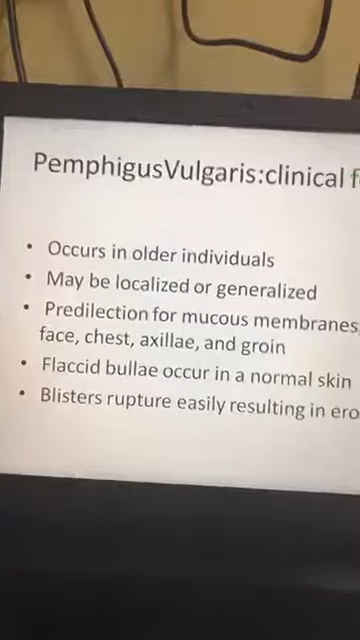 PemphigusVulgaris:clinical f
• Occurs in older individuals
• May be localized or generalized
• Predilection for mucous membranes,
face, chest, axillae, and groin
• Flaccid bullae occur in a normal skin
• Blisters rupture easily resulting in ero